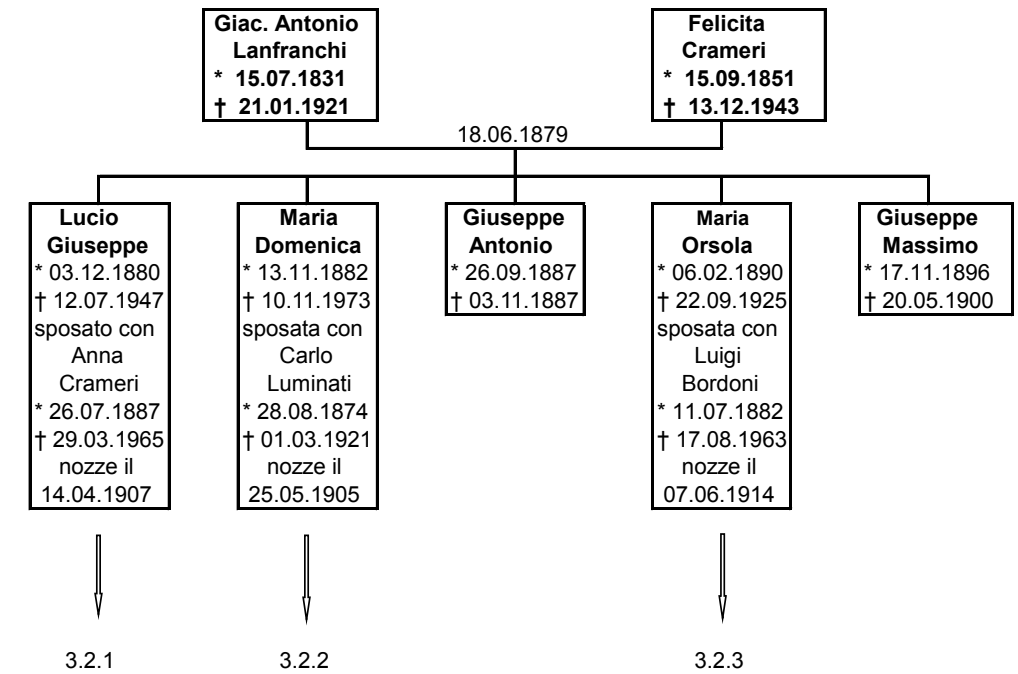 Giac. Antonio
Lanfranchi
* 15.07.1831
† 21.01.1921
Felicita
Crameri
* 15.09.1851
† 13.12.1943
18.06.1879
Lucio
Giuseppe
* 03.12.1880
† 12.07.1947
sposato con
Anna
Crameri
* 26.07.1887
† 29.03.1965
nozze il
14.04.1907
Maria
Domenica
* 13.11.1882
† 10.11.1973
sposata con
Carlo
Luminati
* 28.08.1874
† 01.03.1921
nozze il
25.05.1905
Giuseppe
Antonio
* 26.09.1887
† 03.11.1887
Maria
Orsola
* 06.02.1890
† 22.09.1925
sposata con
Luigi
Bordoni
* 11.07.1882
† 17.08.1963
nozze il
07.06.1914
Giuseppe
Massimo
* 17.11.1896
† 20.05.1900
3.2.1
3.2.2
3.2.3